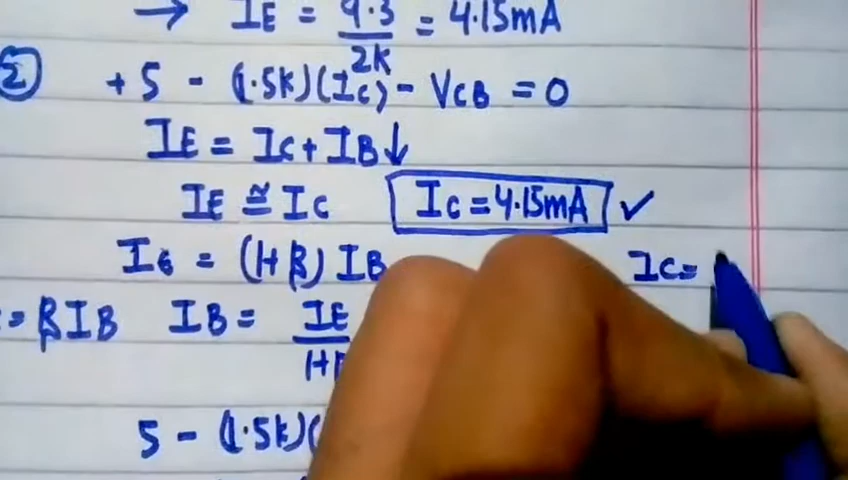 → IE = 9.3 / 2K = 4.15mA
② +5 - (1.5K)(Ic) - VCB = 0
IE = Ic + IB↓
IE ≅ Ic Ic = 4.15mA ✓
IE = (1+β) IB Ic =
= βIB IB = IE / 1+β
5 - (1.5K)(